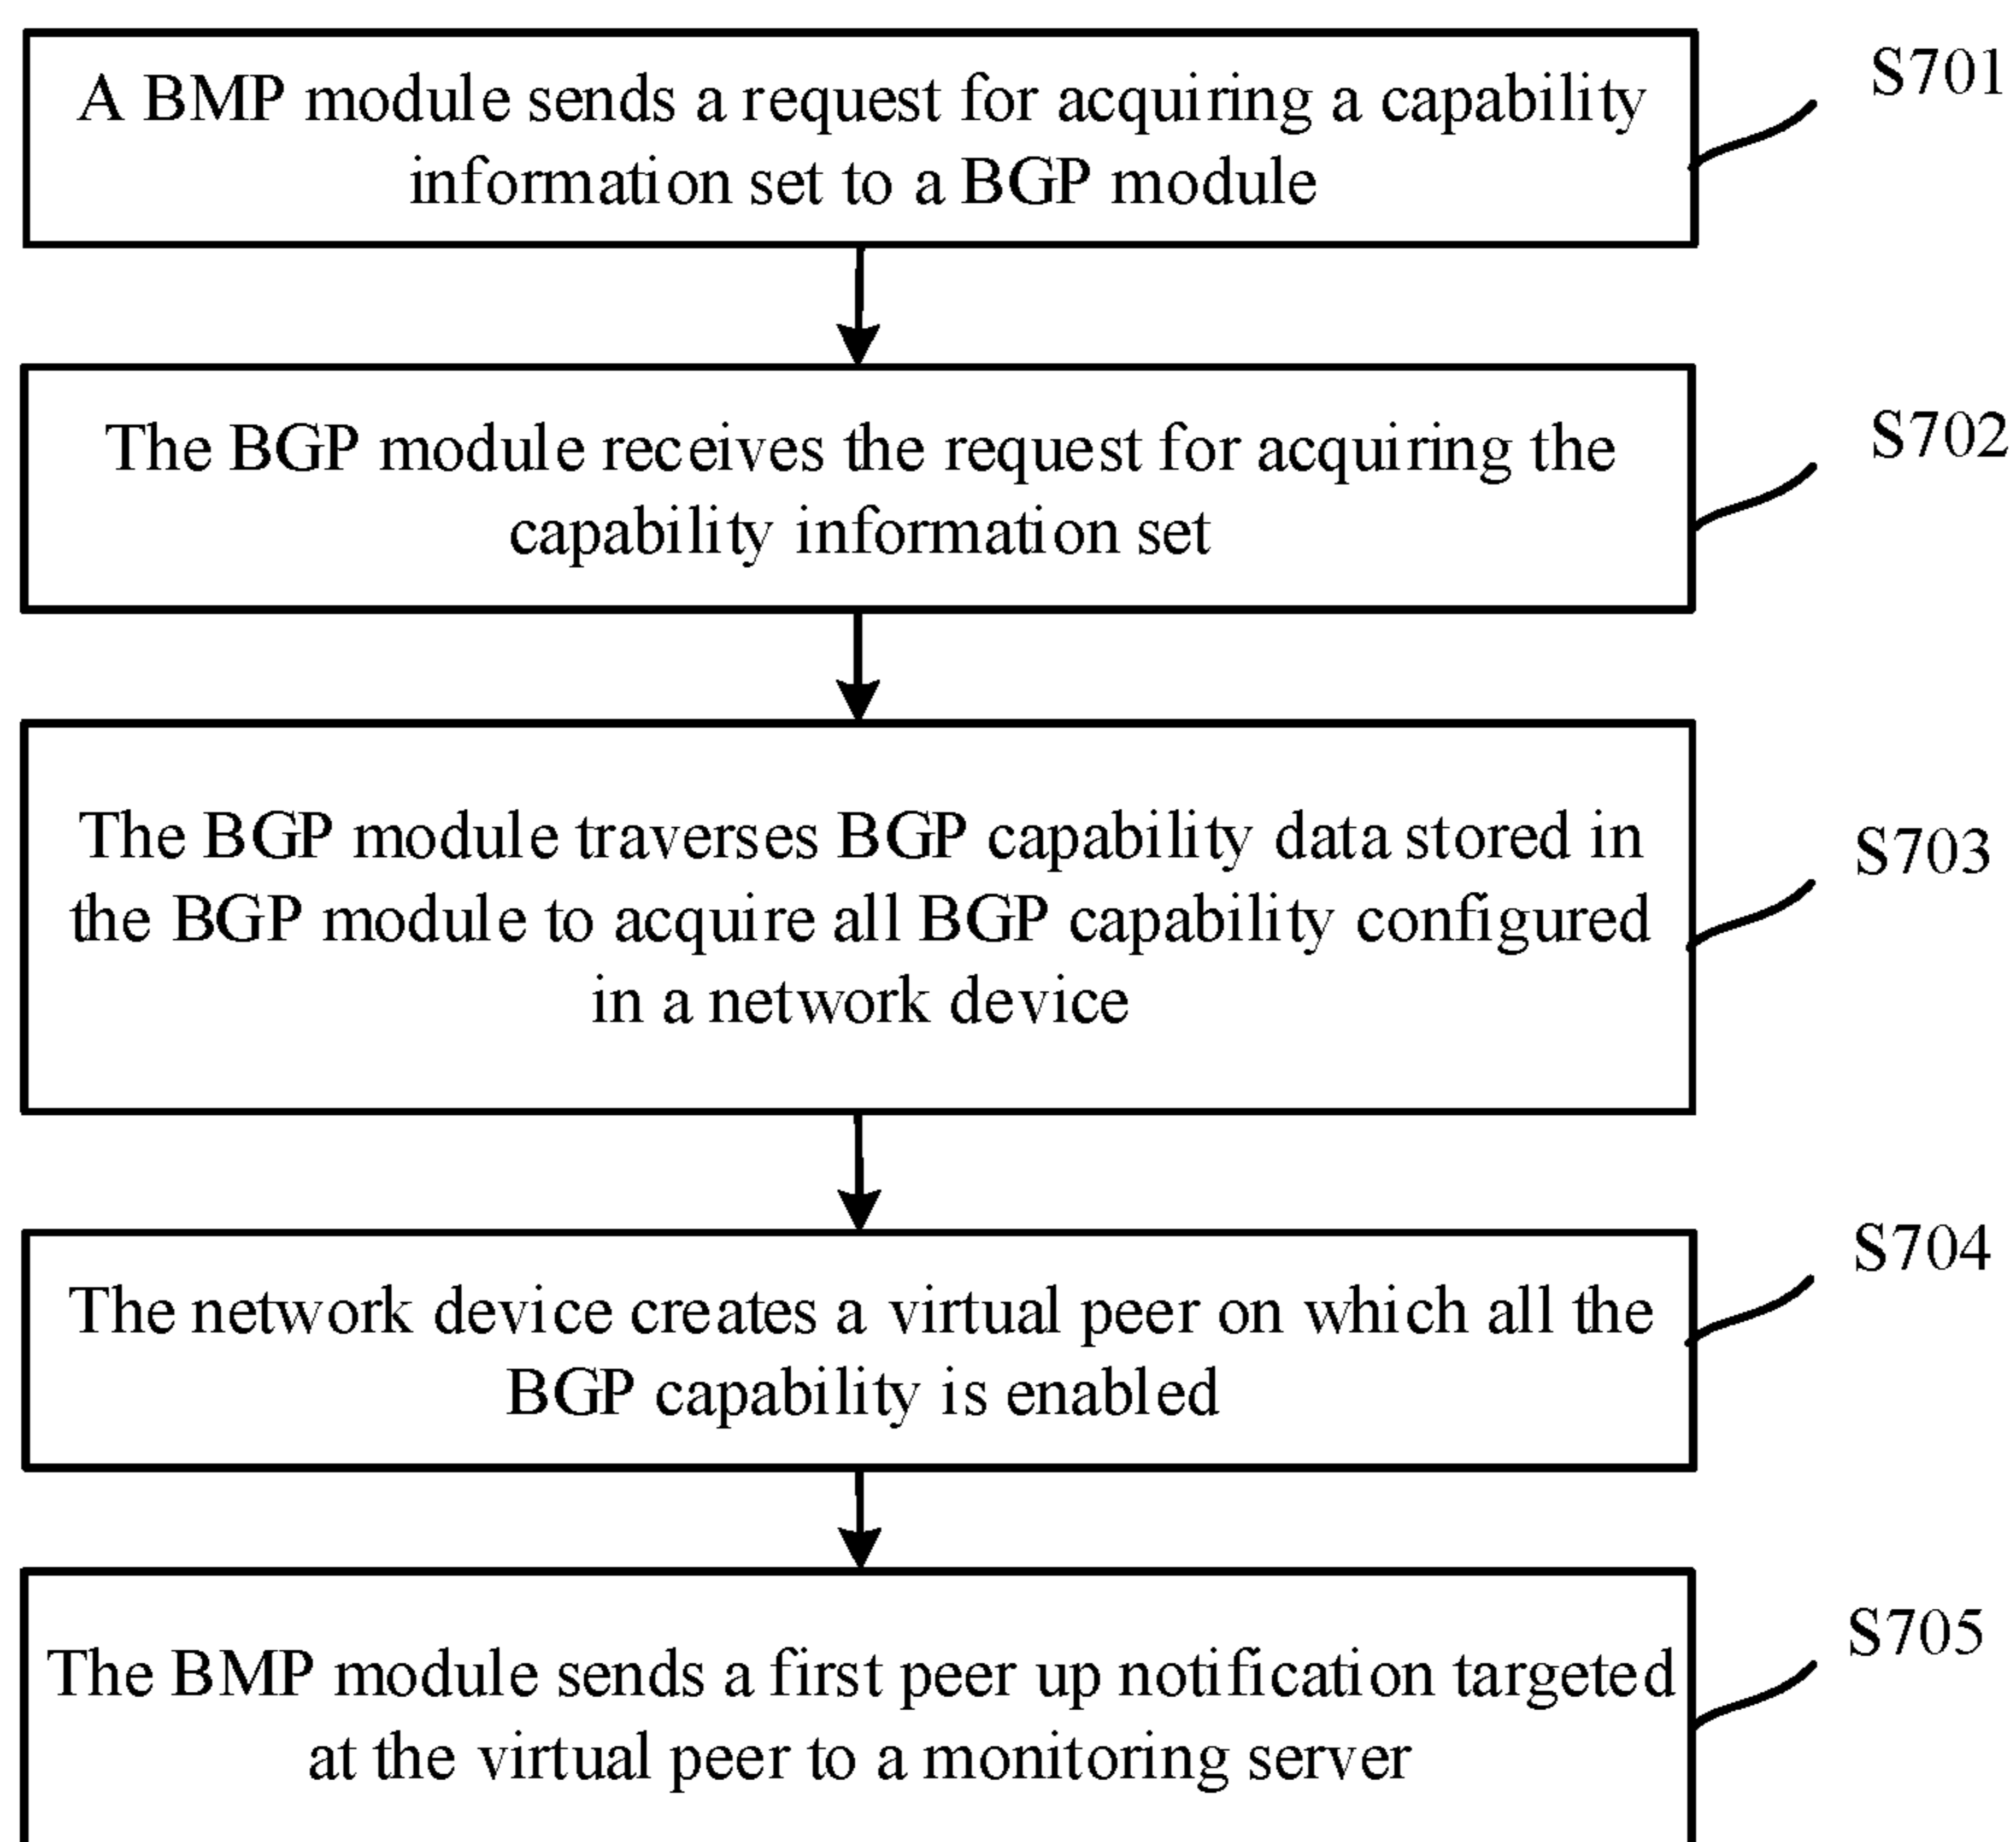 A BMP module sends a request for acquiring a capability
information set to a BGP module
S701
The BGP module receives the request for acquiring the
capability information set
S702
The BGP module traverses BGP capability data stored in
the BGP module to acquire all BGP capability configured
in a network device
S703
The network device creates a virtual peer on which all the
BGP capability is enabled
S704
The BMP module sends a first peer up notification targeted
at the virtual peer to a monitoring server
S705